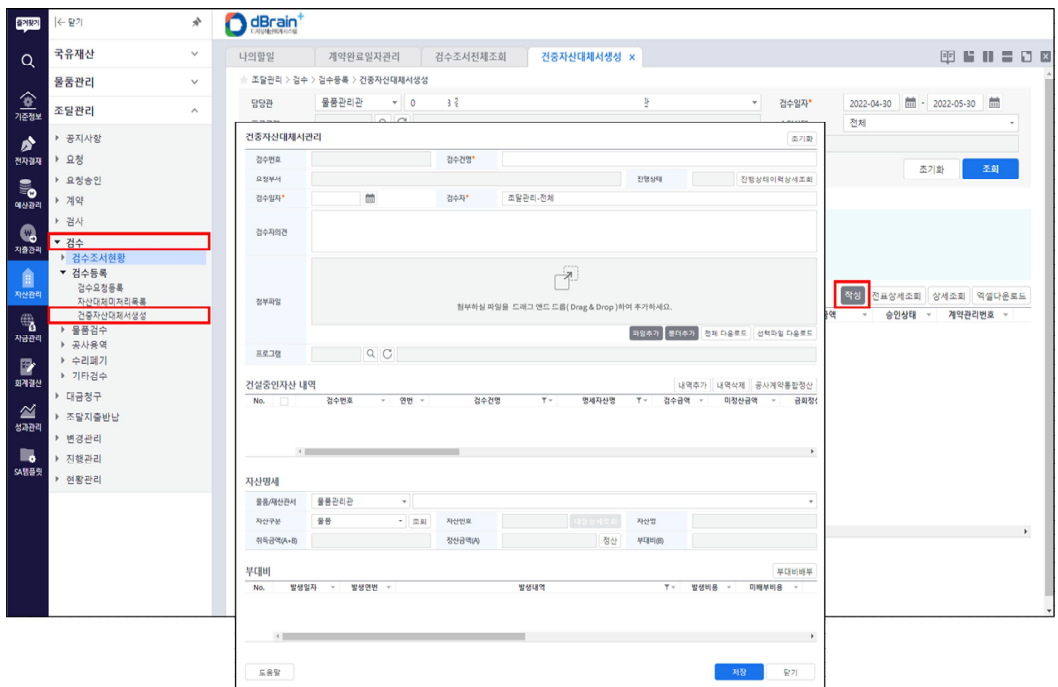 즐겨찾기
|← 닫기
dBrain+
디지털예산회계시스템
국유재산
물품관리
조달관리
공지사항
요청
요청승인
계약
검사
검수
검수조서현황
검수등록
검수요청등록
자산대체미처리목록
건중자산대체서생성
물품검수
공사용역
수리폐기
기타검수
대금청구
조달지출반납
변경관리
진행관리
현황관리
기준정보
전자결재
예산관리
지출관리
자산관리
자금관리
회계결산
성과관리
SA템플릿
나의할일
계약완료일자관리
검수조서전체조회
건중자산대체서생성 ×
조달관리 > 검수 > 검수등록 > 건중자산대체서생성
담당관
물품관리관
0
검수일자*
2022-04-30 - 2022-05-30
전체
초기화
조회
작성
전표상세조회
상세조회
엑셀다운로드
승인상태
계약관리번호
건중자산대체서관리
초기화
검수번호
검수건명*
요청부서
진행상태
진행상태이력상세조회
검수일자*
검수자*
조달관리-전체
검수자의견
첨부파일
첨부하실 파일을 드래그 앤드 드롭( Drag & Drop )하여 추가하세요.
파일추가
폴더추가
전체 다운로드
선택파일 다운로드
프로그램
건설중인자산 내역
내역추가
내역삭제
공사계약통합정산
No.
검수번호
연번
검수건명
명세자산명
검수금액
미정산금액
금회정산
자산명세
물품/재산관서
물품관리관
자산구분
물품
조회
자산번호
대장상세조회
자산명
취득금액(A+B)
정산금액(A)
정산
부대비(B)
부대비
부대비배부
No.
발생일자
발생연번
발생내역
발생비용
미배부비용
도움말
저장
닫기